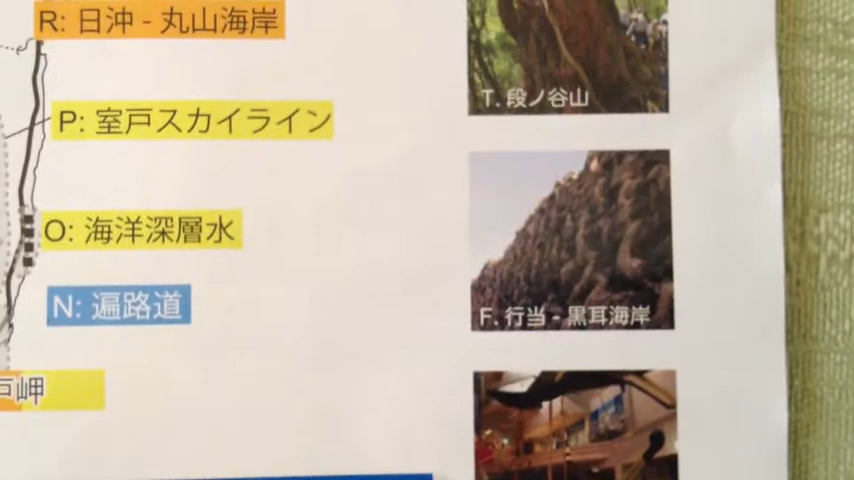 R: 日沖 - 丸山海岸
P: 室戸スカイライン
O: 海洋深層水
N: 遍路道
戸岬
T. 段ノ谷山
F. 行当 - 黒耳海岸